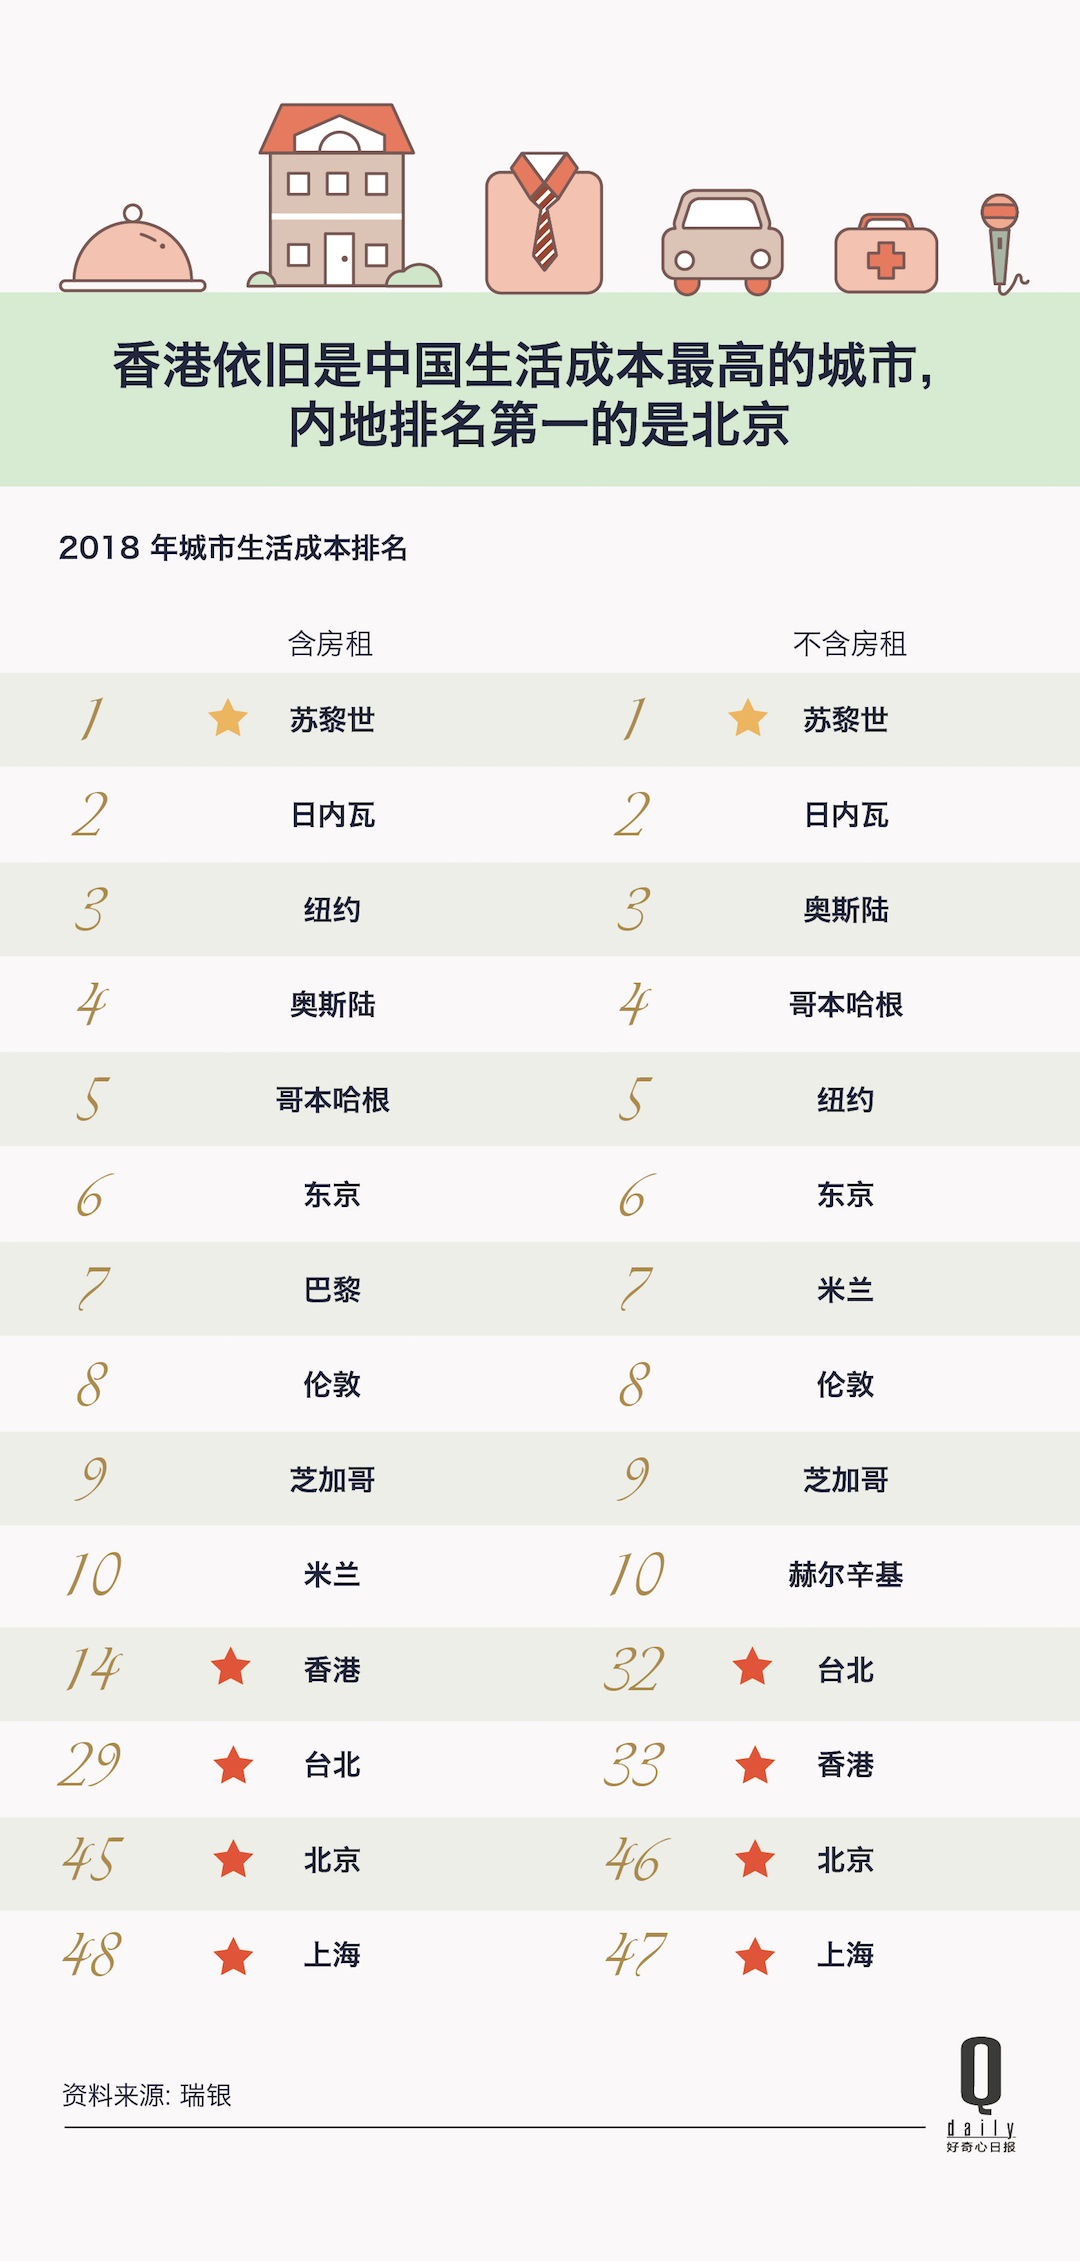 香港依旧是中国生活成本最高的城市,
内地排名第一的是北京
2018 年城市生活成本排名
含房租 不含房租
1 苏黎世 1 苏黎世
2 日内瓦 2 日内瓦
3 纽约 3 奥斯陆
4 奥斯陆 4 哥本哈根
5 哥本哈根 5 纽约
6 东京 6 东京
7 巴黎 7 米兰
8 伦敦 8 伦敦
9 芝加哥 9 芝加哥
10 米兰 10 赫尔辛基
14 香港 32 台北
29 台北 33 香港
45 北京 46 北京
48 上海 47 上海
资料来源: 瑞银
Q
daily
好奇心日报